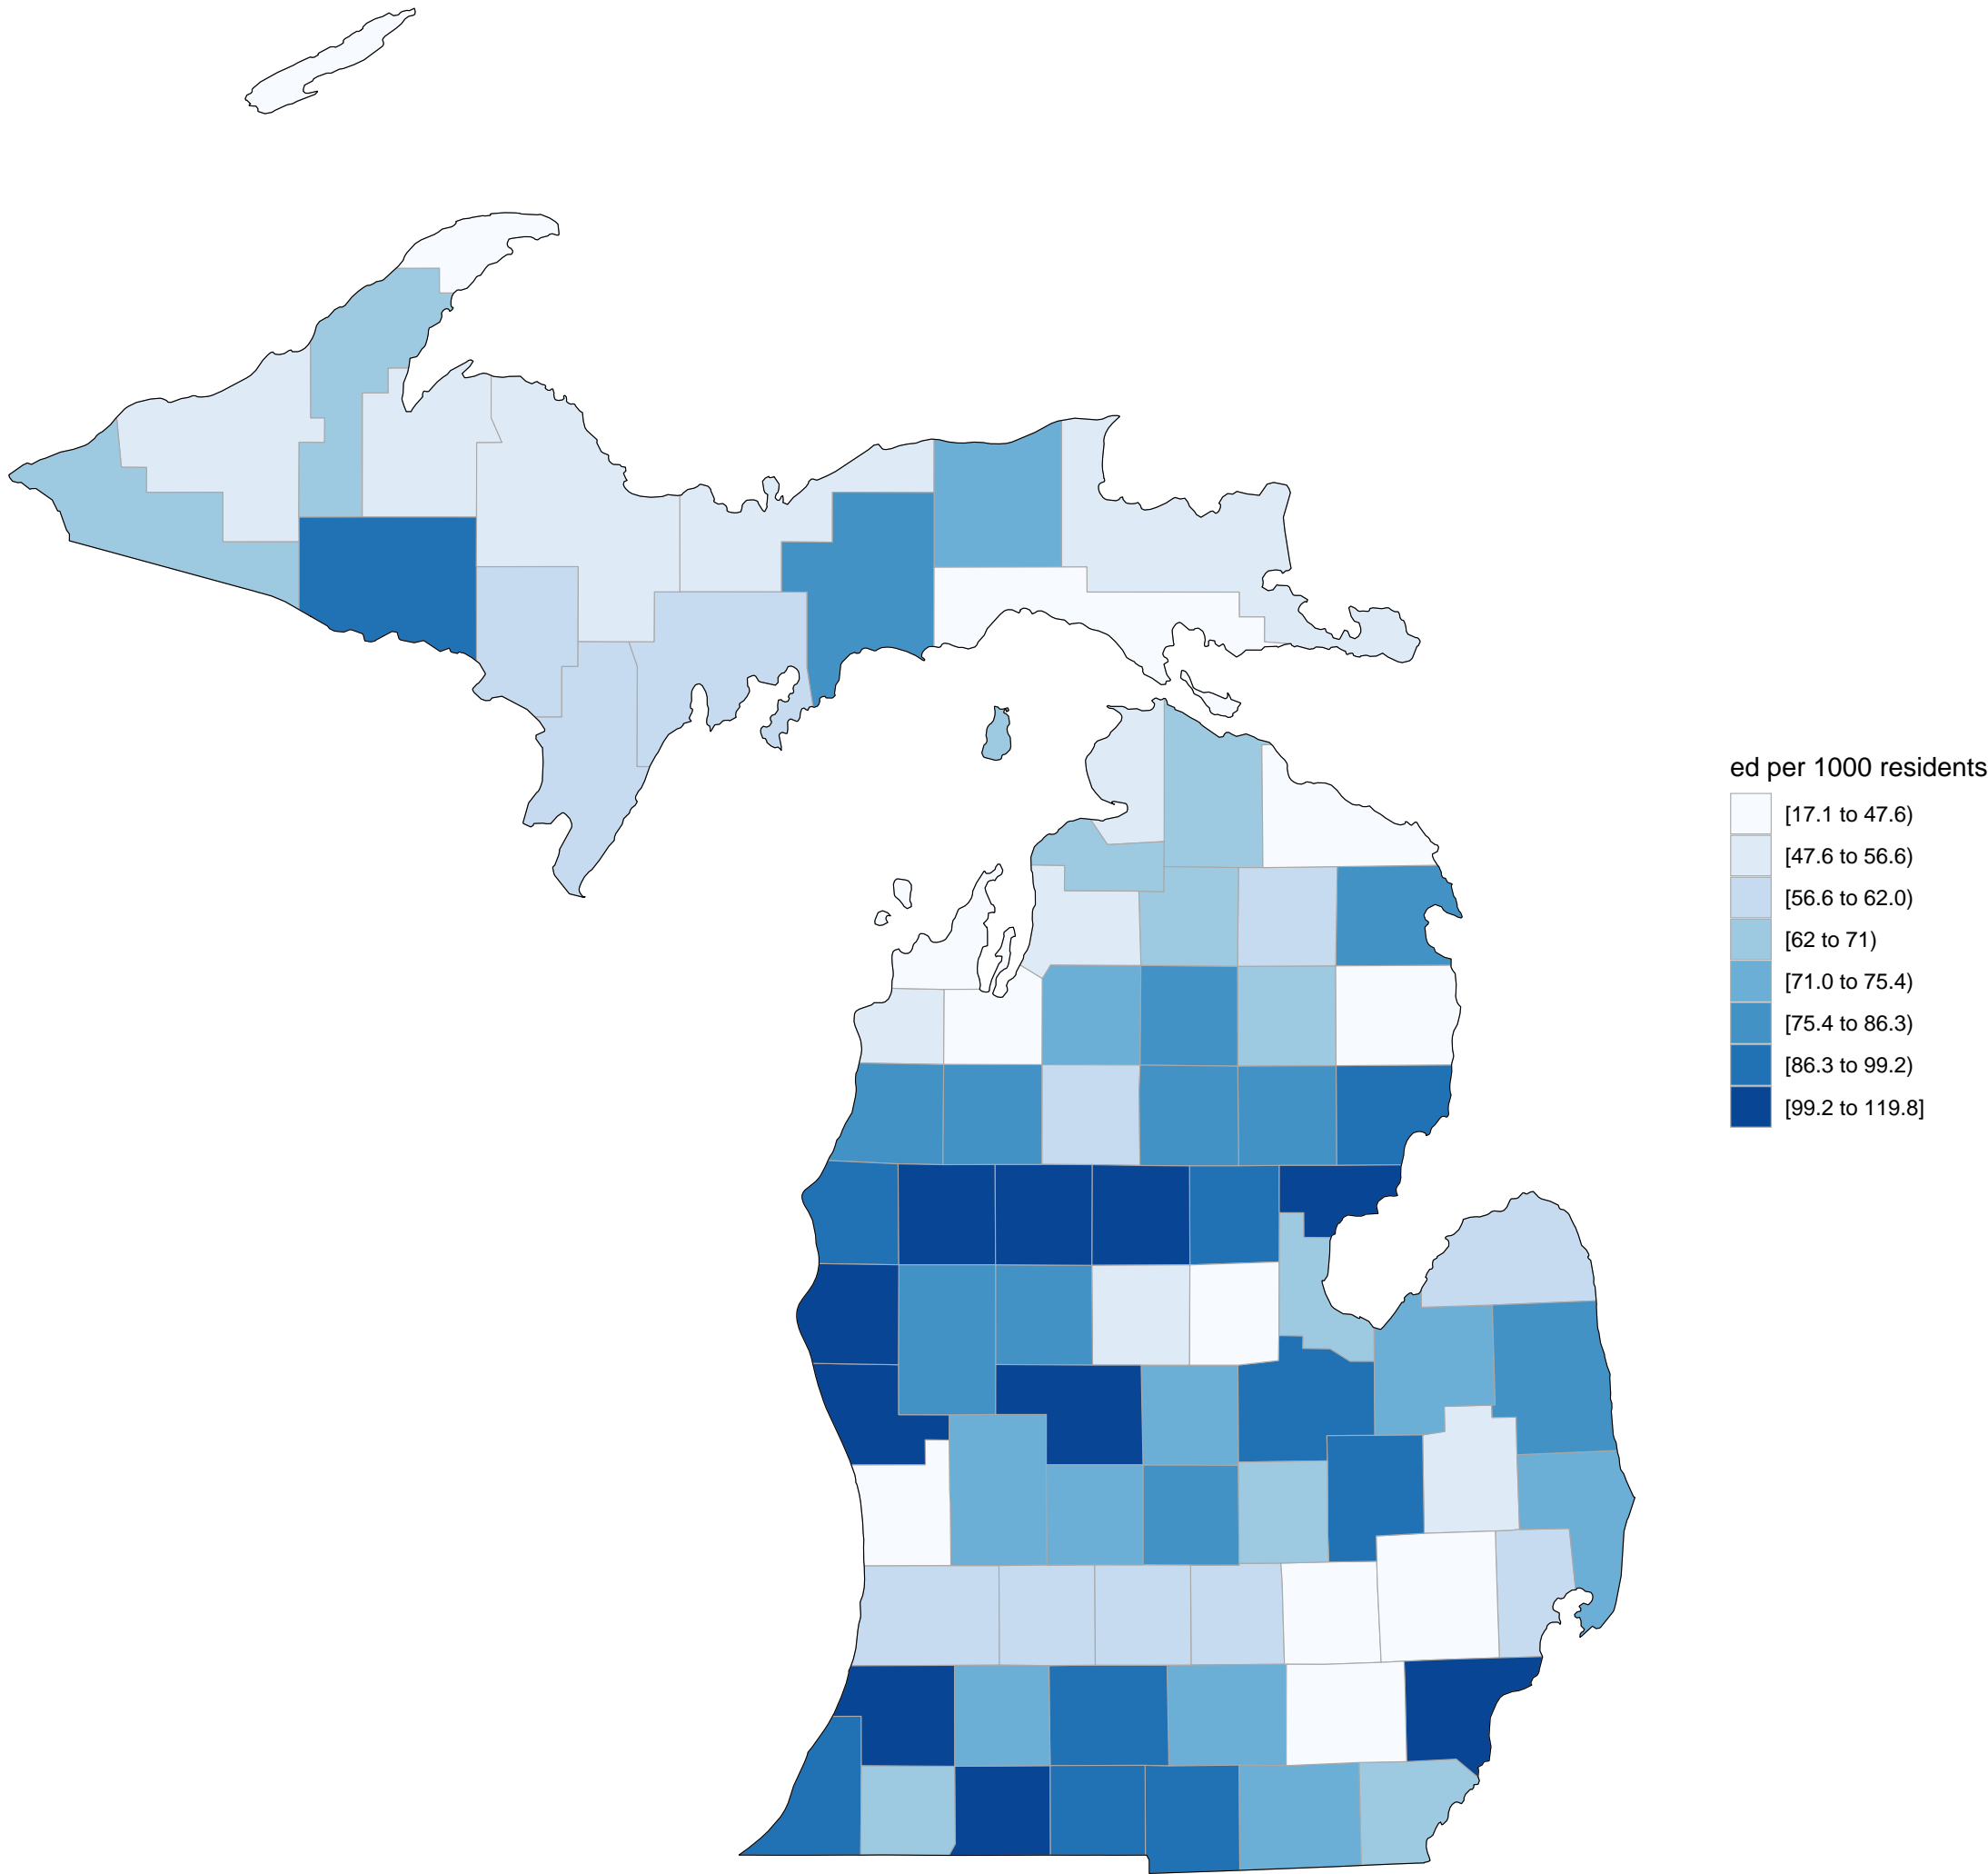 ed per 1000 residents
[17.1 to 47.6)
[47.6 to 56.6)
[56.6 to 62.0)
[62 to 71)
[71.0 to 75.4)
[75.4 to 86.3)
[86.3 to 99.2)
[99.2 to 119.8]